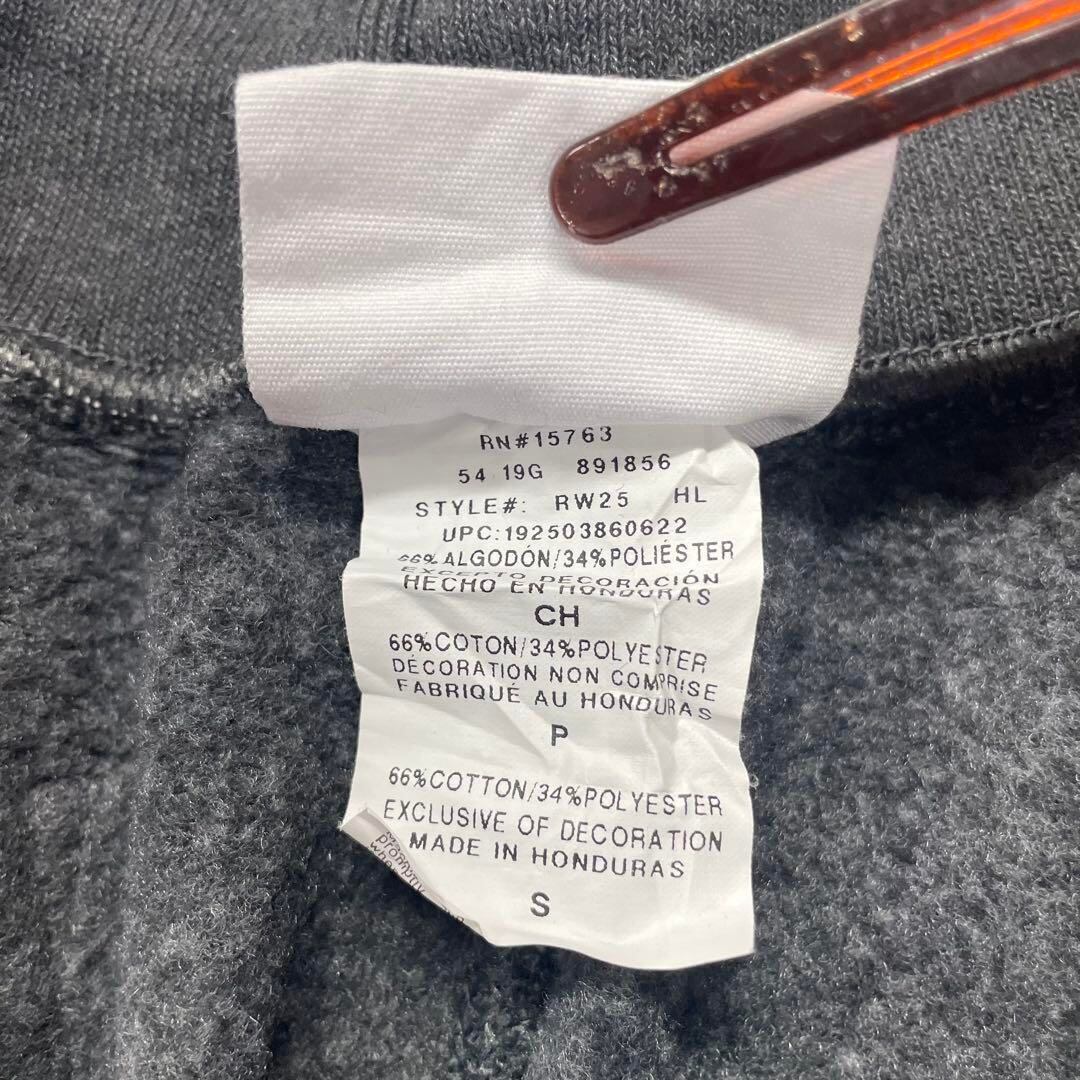 RN#15763
54 19G 891856
STYLE#: RW25 HL
UPC:192503860622
66% ALGODÓN/34%POLIÉSTER
EXCEPTO DECORACIÓN
HECHO EN HONDURAS
CH
66%COTON/34%POLYESTER
DÉCORATION NON COMPRISE
FABRIQUÉ AU HONDURAS
P
66%COTTON/34%POLYESTER
EXCLUSIVE OF DECORATION
MADE IN HONDURAS
S